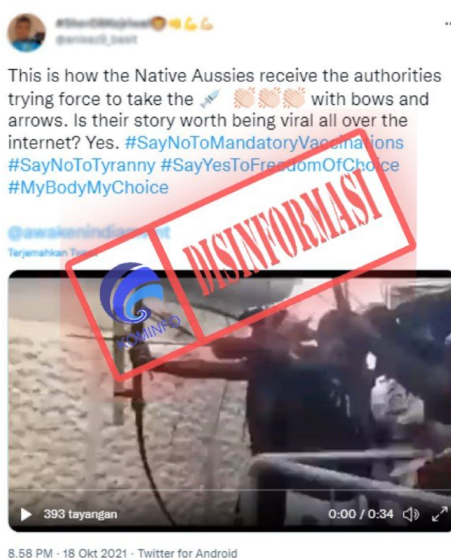 This is how the Native Aussies receive the authorities
trying force to take the 💉 👏🏻👏🏻👏🏻 with bows and
arrows. Is their story worth being viral all over the
internet? Yes. #SayNoToMandatoryVaccinations
#SayNoToTyranny #SayYesToFreedomOfChoice
#MyBodyMyChoice
Terjemahkan
DISINFORMASI
KOMINFO
393 tayangan
0:00 / 0:34
8.58 PM · 18 Okt 2021 · Twitter for Android